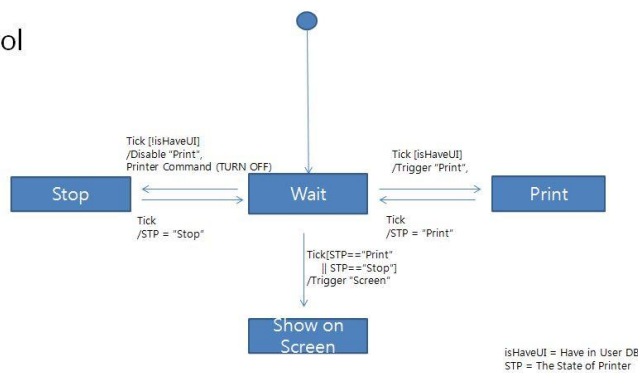 ol
Tick [!isHaveUI]
/Disable "Print",
Printer Command (TURN OFF)
Tick [isHaveUI]
/Trigger "Print",
Stop
Wait
Print
Tick
/STP = "Stop"
Tick
/STP = "Print"
Tick[STP=="Print"
|| STP=="Stop"]
/Trigger "Screen"
Show on
Screen
isHaveUI = Have in User DB
STP = The State of Printer